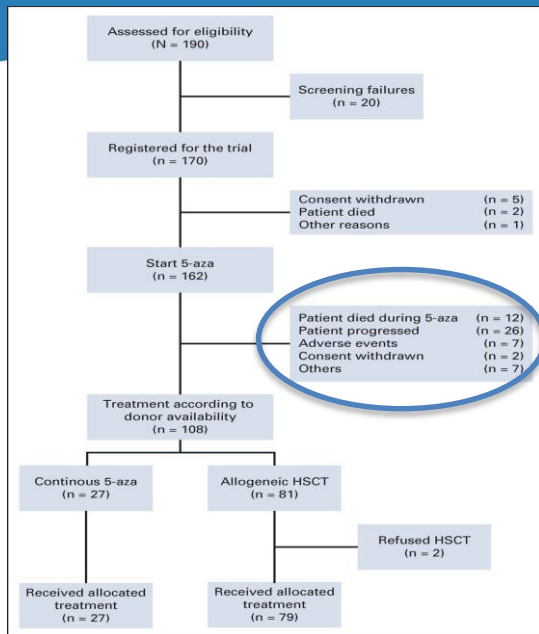 Assessed for eligibility
(N = 190)
Screening failures
(n = 20)
Registered for the trial
(n = 170)
Consent withdrawn (n = 5)
Patient died (n = 2)
Other reasons (n = 1)
Start 5-aza
(n = 162)
Patient died during 5-aza (n = 12)
Patient progressed (n = 26)
Adverse events (n = 7)
Consent withdrawn (n = 2)
Others (n = 7)
Treatment according to
donor availability
(n = 108)
Continous 5-aza
(n = 27)
Allogeneic HSCT
(n = 81)
Refused HSCT
(n = 2)
Received allocated
treatment
(n = 27)
Received allocated
treatment
(n = 79)